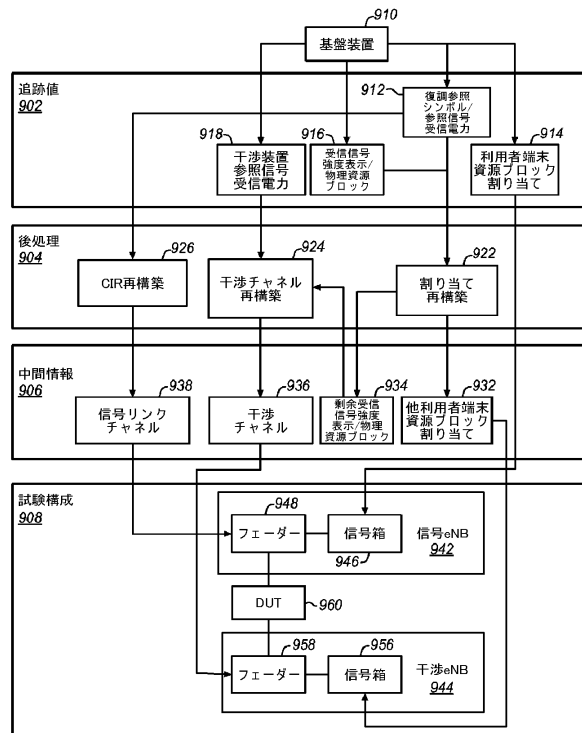 910
基盤装置
追跡値
902
912
復調参照
シンボル/
参照信号
受信電力
918
干渉装置
参照信号
受信電力
916
受信信号
強度表示/
物理資源
ブロック
914
利用者端末
資源ブロック
割り当て
後処理
904
926
CIR再構築
924
干渉チャネル
再構築
922
割り当て
再構築
中間情報
906
938
信号リンク
チャネル
936
干渉
チャネル
934
剰余受信
信号強度
表示/物理
資源ブロック
932
他利用者端末
資源ブロック
割り当て
試験構成
908
948
フェーダー
信号箱
946
信号eNB
942
DUT
960
958
フェーダー
956
信号箱
干渉eNB
944